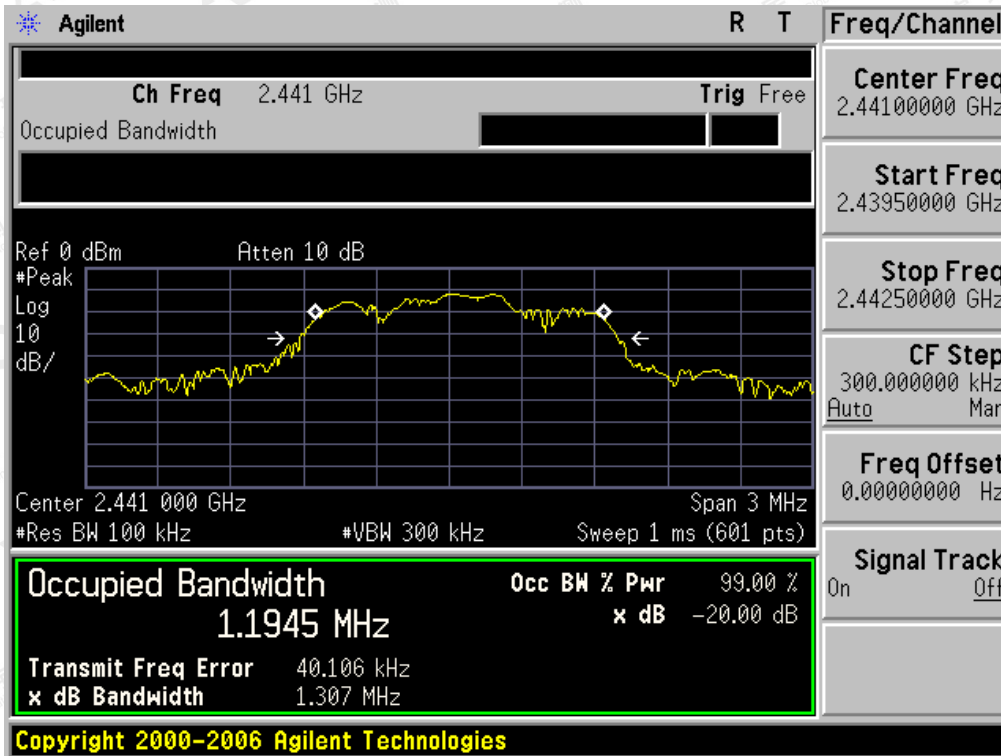 Agilent R T
Freq/Channel
Ch Freq 2.441 GHz Trig Free
Occupied Bandwidth
Center Freq
2.44100000 GHz
Start Freq
2.43950000 GHz
Stop Freq
2.44250000 GHz
CF Step
300.000000 kHz
Auto Man
Freq Offset
0.00000000 Hz
Signal Track
On Off
Ref 0 dBm Atten 10 dB
#Peak
Log
10
dB/
Center 2.441 000 GHz Span 3 MHz
#Res BW 100 kHz #VBW 300 kHz Sweep 1 ms (601 pts)
Occupied Bandwidth
1.1945 MHz
Occ BW % Pwr 99.00 %
x dB -20.00 dB
Transmit Freq Error 40.106 kHz
x dB Bandwidth 1.307 MHz
Copyright 2000-2006 Agilent Technologies